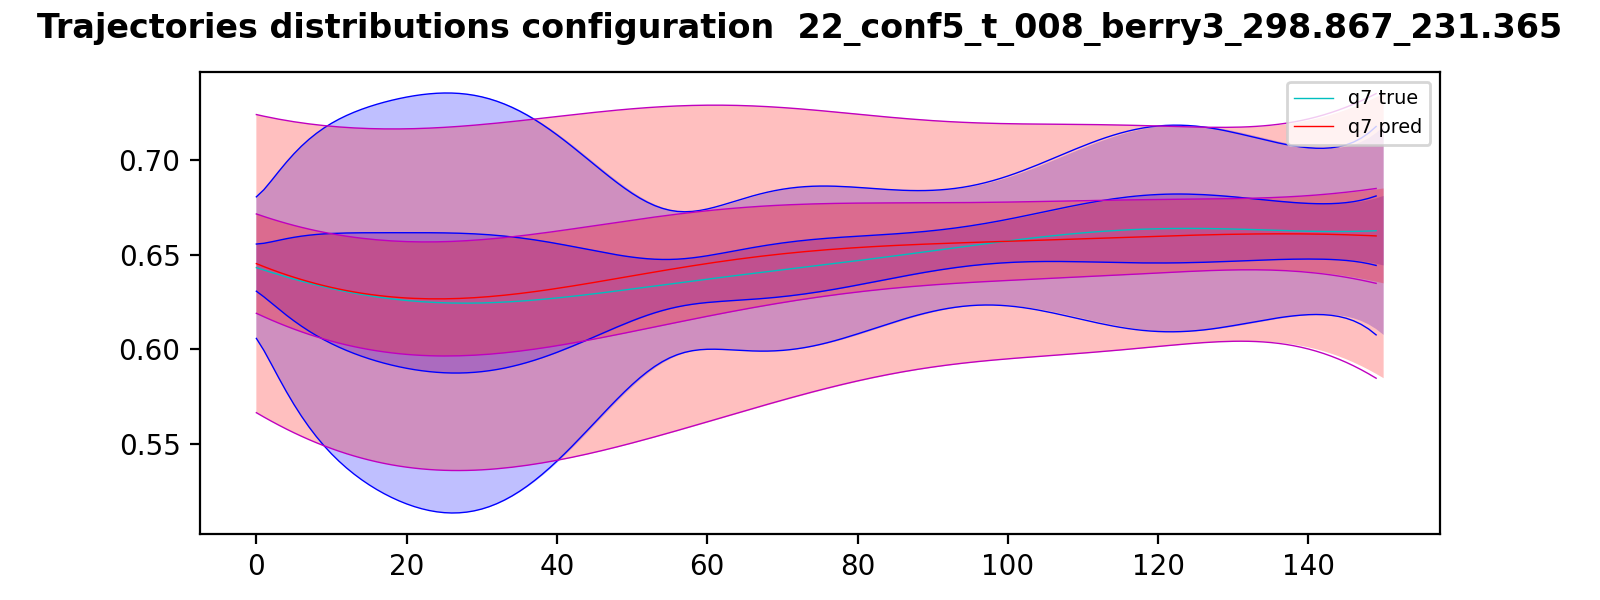 Trajectories distributions configuration  22_conf5_t_008_berry3_298.867_231.365
q7 true
q7 pred
0.70
0.65
0.60
0.55
0 20 40 60 80 100 120 140